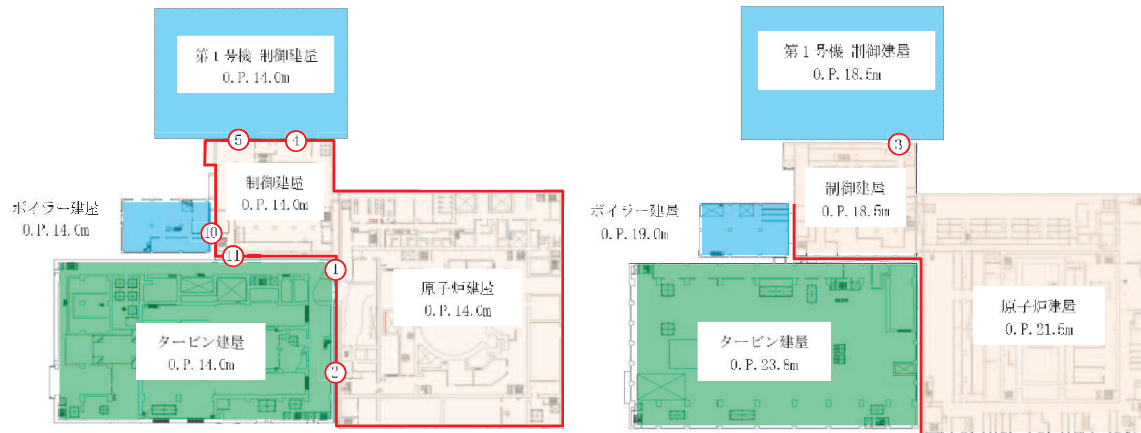 第1号機 制御建屋
O.P.14.0m
⑤
④
制御建屋
O.P.14.0m
ボイラー建屋
O.P.14.0m
⑩
⑪
①
原子炉建屋
O.P.14.0m
タービン建屋
O.P.14.0m
②
第1号機 制御建屋
O.P.18.5m
③
制御建屋
O.P.18.5m
ボイラー建屋
O.P.19.0m
原子炉建屋
O.P.21.5m
タービン建屋
O.P.23.8m